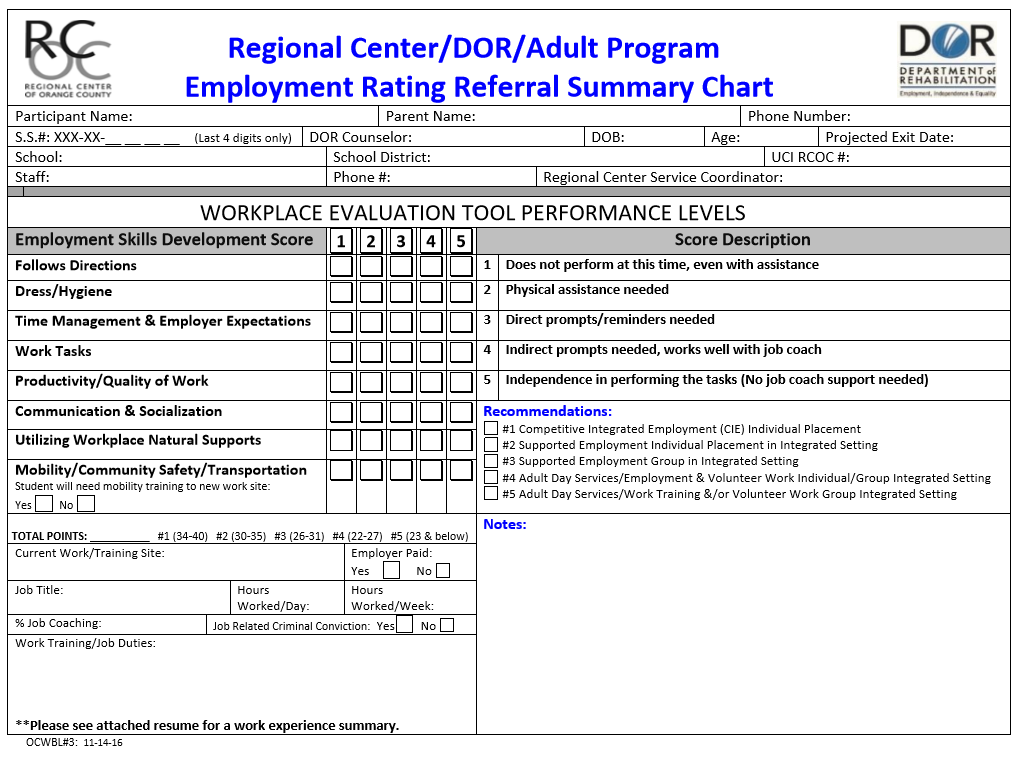 RCOC
REGIONAL CENTER
OF ORANGE COUNTY
Regional Center/DOR/Adult Program
Employment Rating Referral Summary Chart
DOR
DEPARTMENT of
REHABILITATION
Employment, Independence & Equality
Participant Name: Parent Name: Phone Number:
S.S.#: XXX-XX-__ __ __ __ (Last 4 digits only) DOR Counselor: DOB: Age: Projected Exit Date:
School: School District: UCI RCOC #:
Staff: Phone #: Regional Center Service Coordinator:
WORKPLACE EVALUATION TOOL PERFORMANCE LEVELS
Employment Skills Development Score 1 2 3 4 5 Score Description
Follows Directions 1 Does not perform at this time, even with assistance
Dress/Hygiene 2 Physical assistance needed
Time Management & Employer Expectations 3 Direct prompts/reminders needed
Work Tasks 4 Indirect prompts needed, works well with job coach
Productivity/Quality of Work 5 Independence in performing the tasks (No job coach support needed)
Communication & Socialization
Utilizing Workplace Natural Supports
Mobility/Community Safety/Transportation
Student will need mobility training to new work site:
Yes No
Recommendations:
#1 Competitive Integrated Employment (CIE) Individual Placement
#2 Supported Employment Individual Placement in Integrated Setting
#3 Supported Employment Group in Integrated Setting
#4 Adult Day Services/Employment & Volunteer Work Individual/Group Integrated Setting
#5 Adult Day Services/Work Training &/or Volunteer Work Group Integrated Setting
TOTAL POINTS: __________ #1 (34-40) #2 (30-35) #3 (26-31) #4 (22-27) #5 (23 & below)
Current Work/Training Site: Employer Paid:
Yes No
Job Title: Hours Hours
Worked/Day: Worked/Week:
% Job Coaching: Job Related Criminal Conviction: Yes No
Work Training/Job Duties:
**Please see attached resume for a work experience summary.
Notes:
OCWBL#3: 11-14-16